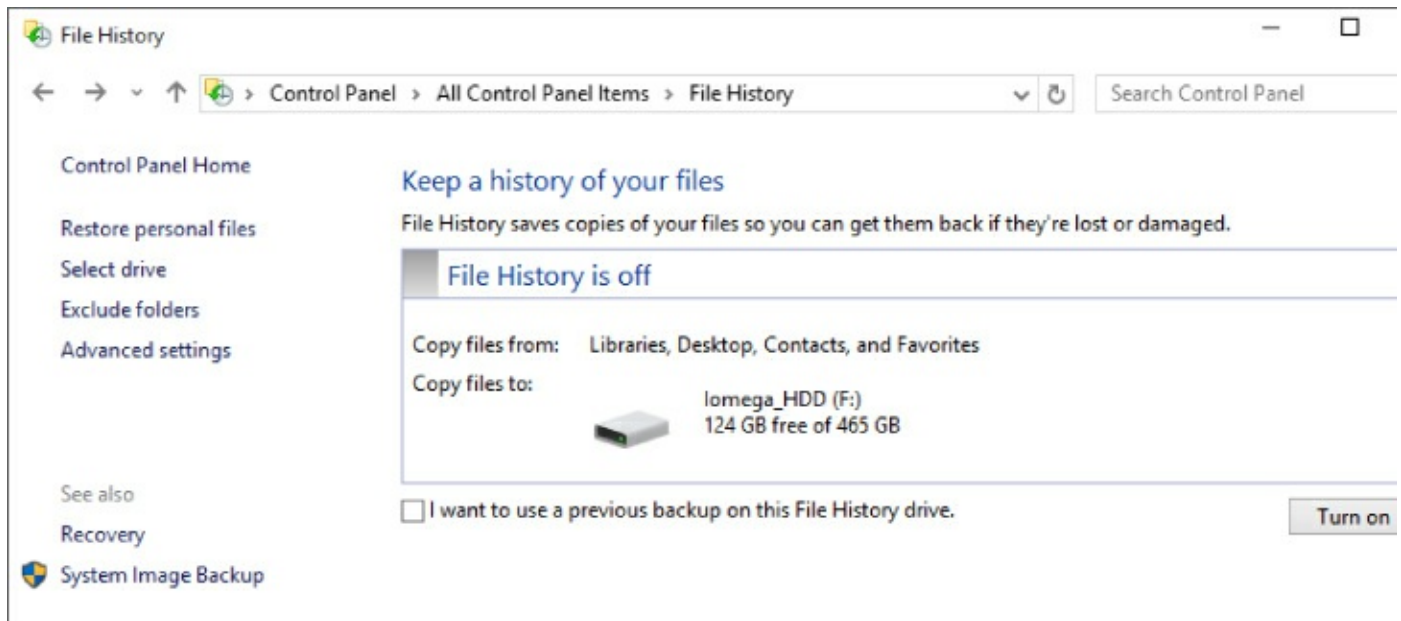 File History
Control Panel > All Control Panel Items > File History
Search Control Panel
Control Panel Home
Restore personal files
Select drive
Exclude folders
Advanced settings
See also
Recovery
System Image Backup
Keep a history of your files
File History saves copies of your files so you can get them back if they're lost or damaged.
File History is off
Copy files from: Libraries, Desktop, Contacts, and Favorites
Copy files to:
Iomega_HDD (F:)
124 GB free of 465 GB
I want to use a previous backup on this File History drive.
Turn on